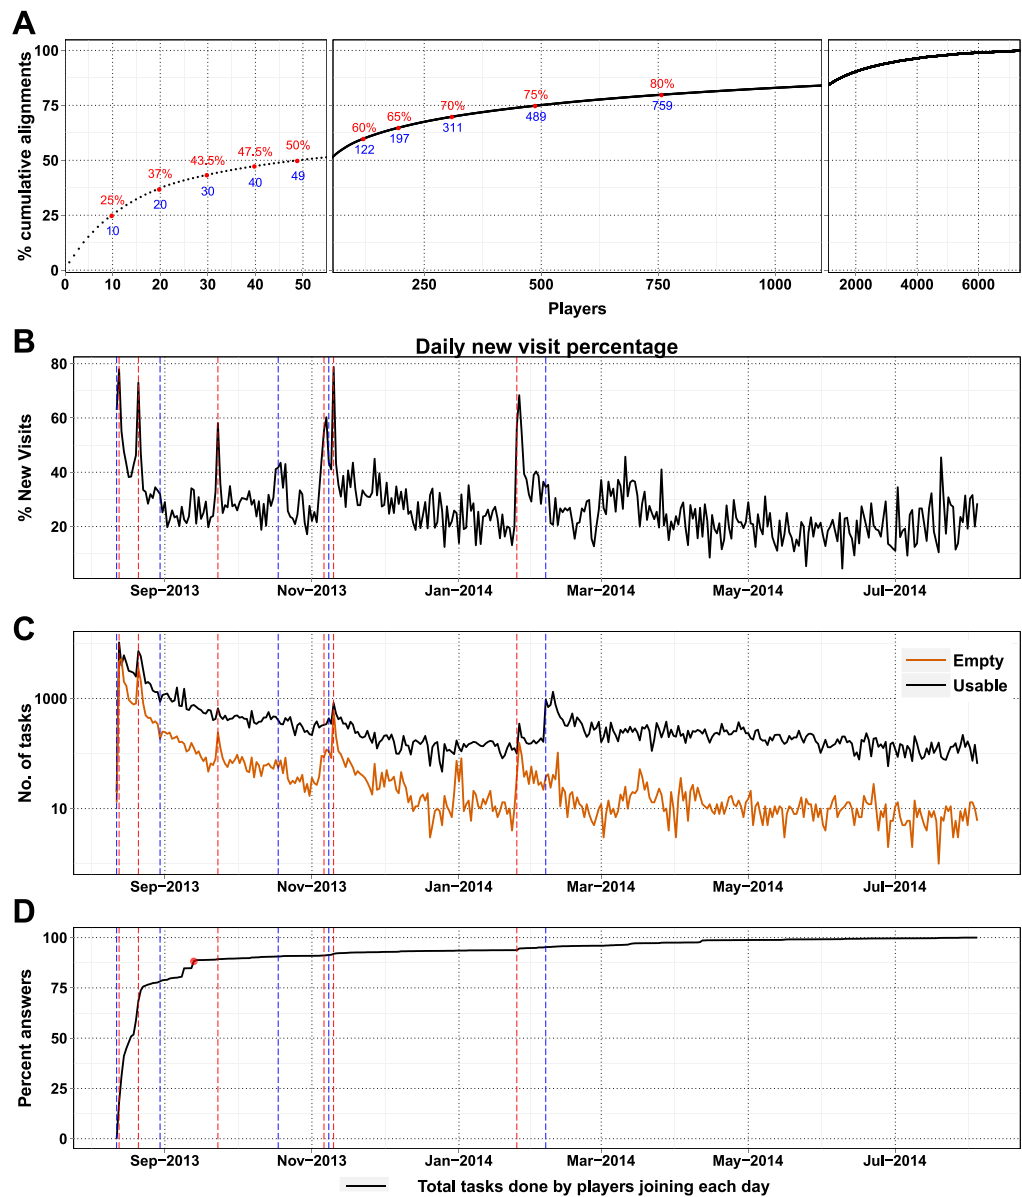 A
% cumulative alignments
100
75
50
25
0
25%
37%
43.5%
47.5%
50%
60%
65%
70%
75%
80%
10
20
30
40
49
122
197
311
489
759
0 10 20 30 40 50 250 500 750 1000 2000 4000 6000
Players
B
Daily new visit percentage
% New Visits
80
60
40
20
Sep−2013 Nov−2013 Jan−2014 Mar−2014 May−2014 Jul−2014
C
No. of tasks
1000
10
Empty
Usable
Sep−2013 Nov−2013 Jan−2014 Mar−2014 May−2014 Jul−2014
D
Percent answers
100
75
50
25
0
Sep−2013 Nov−2013 Jan−2014 Mar−2014 May−2014 Jul−2014
Total tasks done by players joining each day